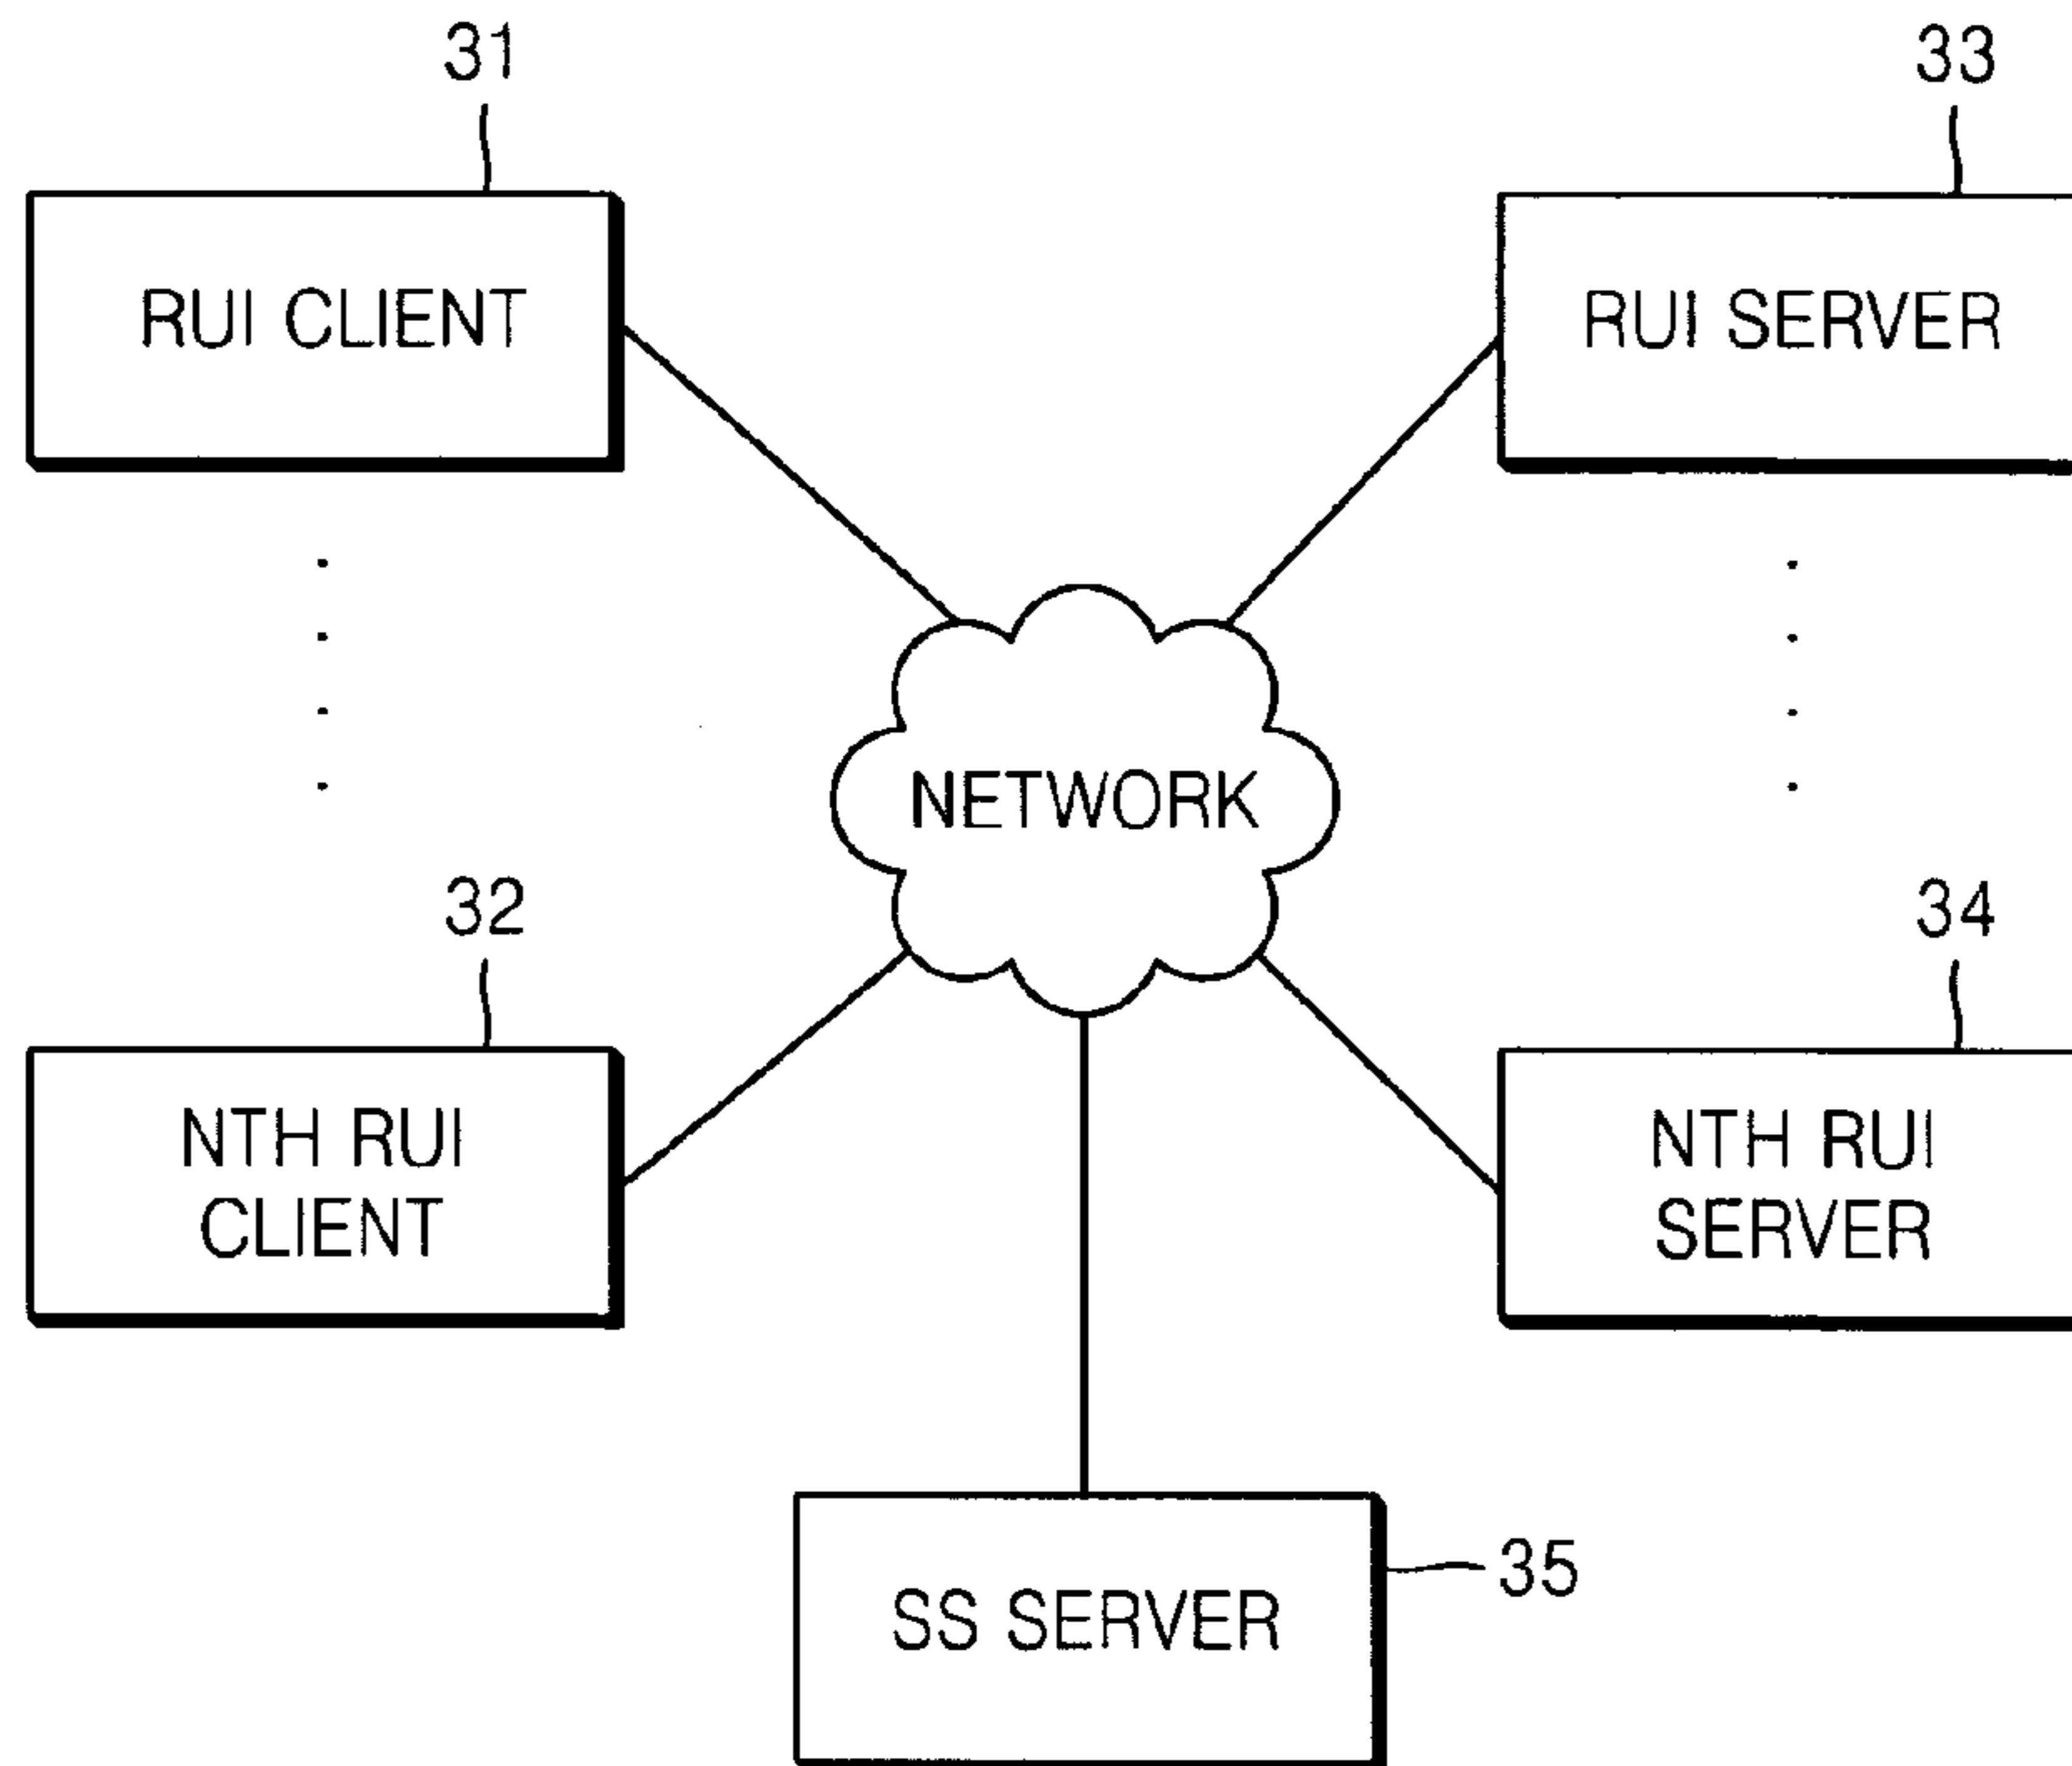 31
33
RUI CLIENT
RUI SERVER
NETWORK
32
34
NTH RUI
CLIENT
NTH RUI
SERVER
35
SS SERVER